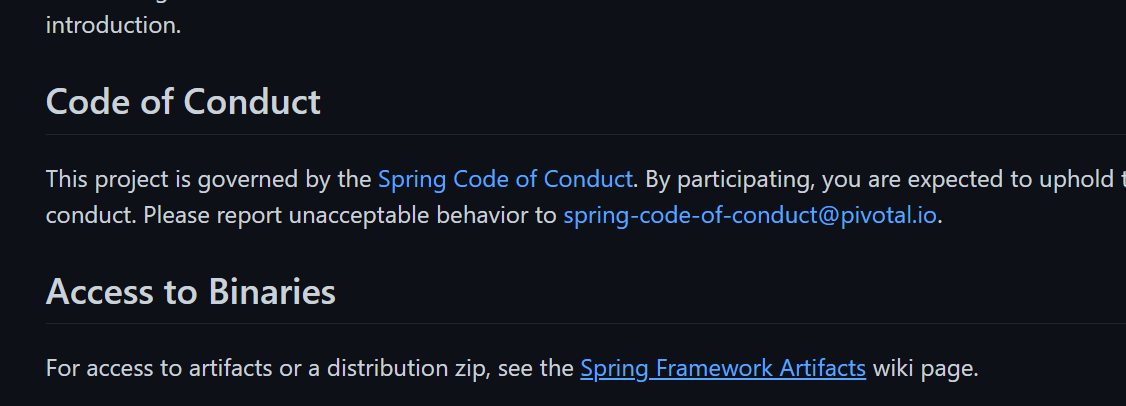 introduction.
Code of Conduct
This project is governed by the Spring Code of Conduct. By participating, you are expected to uphold
conduct. Please report unacceptable behavior to spring-code-of-conduct@pivotal.io.
Access to Binaries
For access to artifacts or a distribution zip, see the Spring Framework Artifacts wiki page.